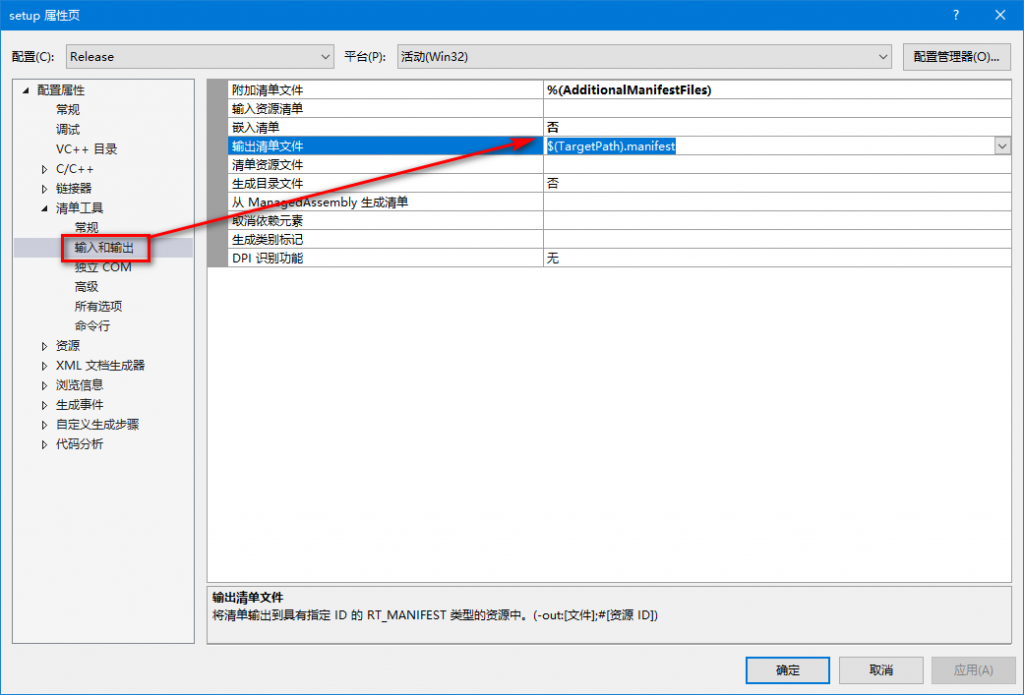 setup 属性页
?
配置(C):
Release
平台(P):
活动(Win32)
配置管理器(O)...
配置属性
常规
调试
VC++ 目录
C/C++
链接器
清单工具
常规
输入和输出
独立 COM
高级
所有选项
命令行
资源
XML 文档生成器
浏览信息
生成事件
自定义生成步骤
代码分析
附加清单文件 %(AdditionalManifestFiles)
输入资源清单
嵌入清单 否
输出清单文件 $(TargetPath).manifest
清单资源文件
生成目录文件 否
从 ManagedAssembly 生成清单
取消依赖元素
生成类别标记
DPI 识别功能 无
输出清单文件
将清单输出到具有指定 ID 的 RT_MANIFEST 类型的资源中。(-out:[文件];#[资源 ID])
确定
取消
应用(A)